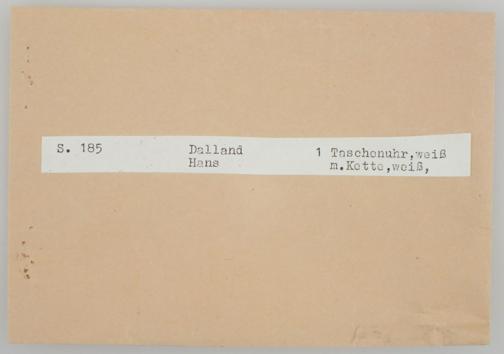 S. 185 Dalland 1 Taschenuhr,weiß
Hans m.Kette,weiß,